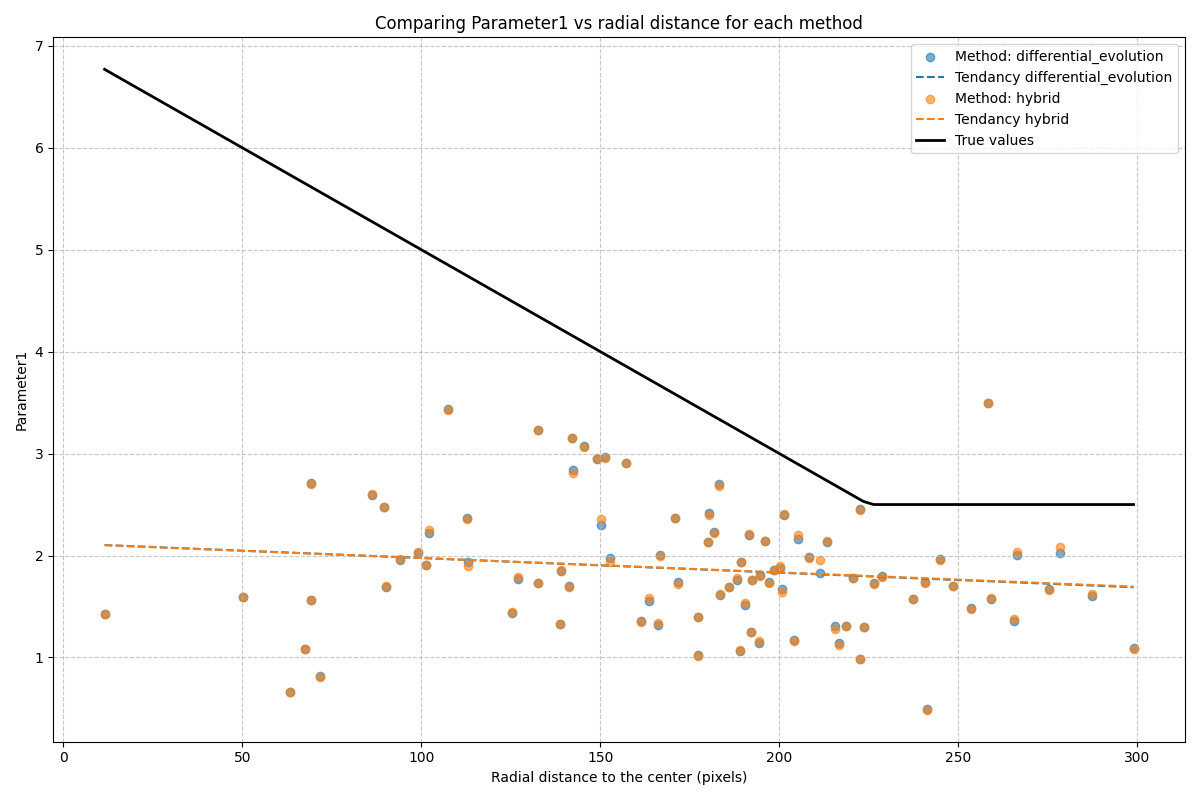 Comparing Parameter1 vs radial distance for each method
Method: differential_evolution
Tendancy differential_evolution
Method: hybrid
Tendancy hybrid
True values
Parameter1
7
6
5
4
3
2
1
0 50 100 150 200 250 300
Radial distance to the center (pixels)